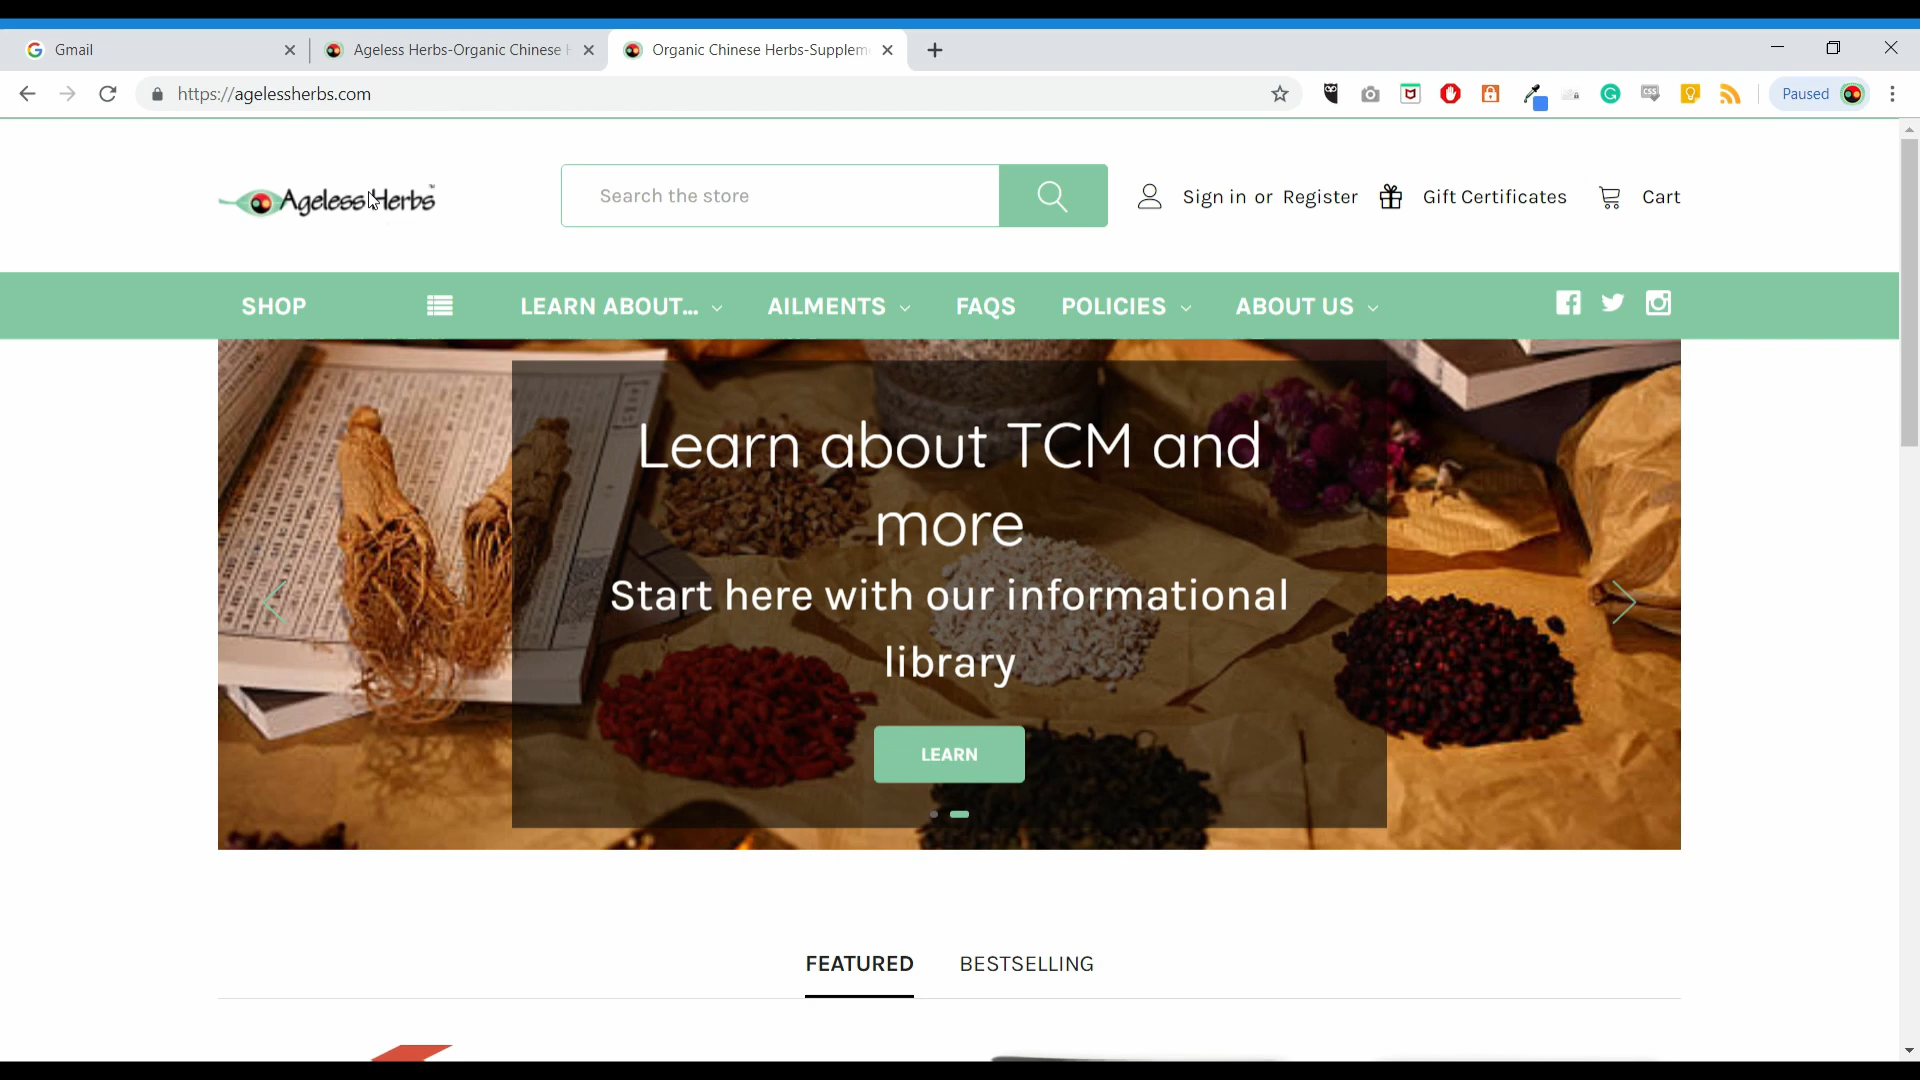 Gmail
Ageless Herbs-Organic Chinese H
Organic Chinese Herbs-Supplem
https://agelessherbs.com
Paused
AgelessHerbs™
Search the store
Sign in or Register
Gift Certificates
Cart
SHOP
LEARN ABOUT...
AILMENTS
FAQS
POLICIES
ABOUT US
Learn about TCM and
more
Start here with our informational
library
LEARN
FEATURED
BESTSELLING